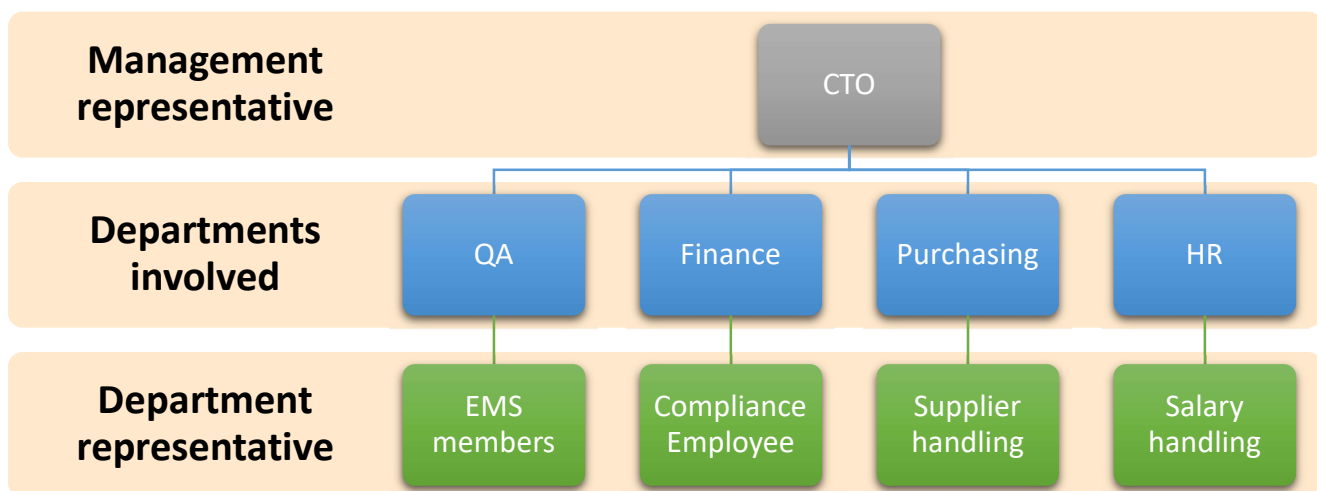 Management
representative
CTO
Departments
involved
QA
Finance
Purchasing
HR
Department
representative
EMS
members
Compliance
Employee
Supplier
handling
Salary
handling